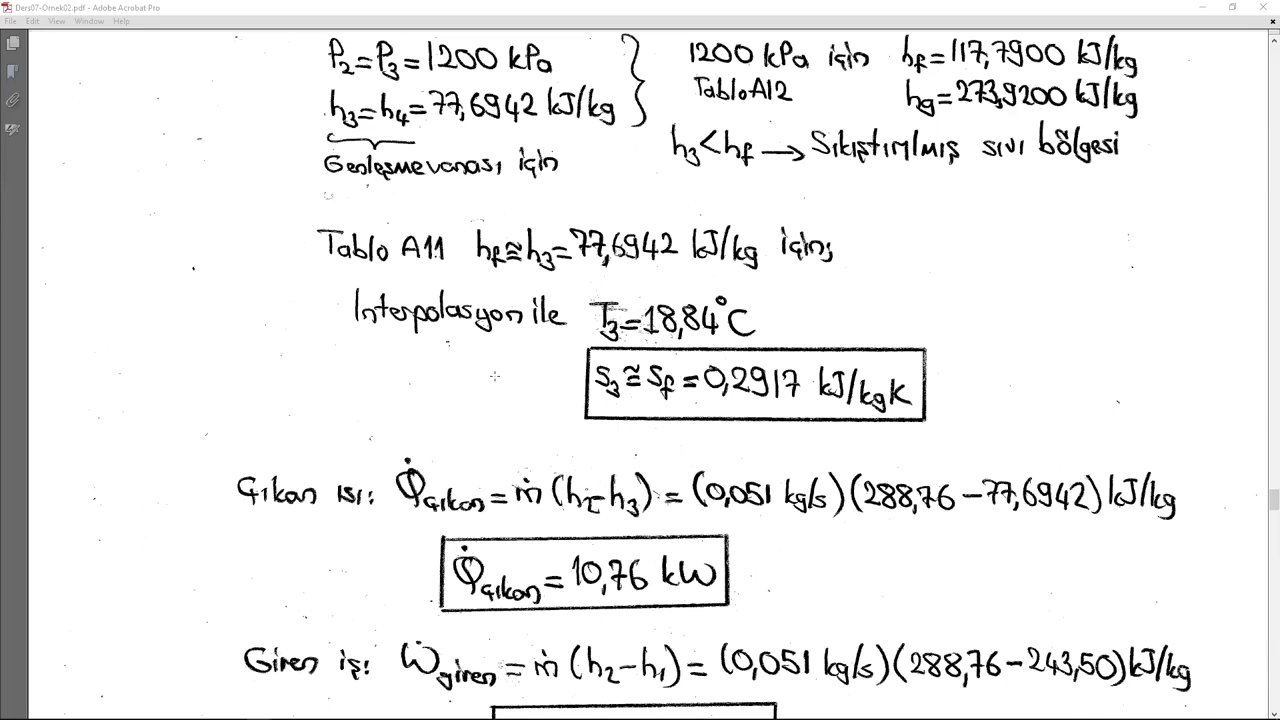 Ders07-Ornek02.pdf - Adobe Acrobat Pro
File Edit View Window Help
P₂=P₃=1200 kPa
h₃=h₄=77,6942 kJ/kg
Genleşme vanası için
1200 kPa için hf=117,7900 kJ/kg
Tablo A12 hg=273,9200 kJ/kg
h₃<hf → Sıkıştırılmış sıvı bölgesi
Tablo A11 hf≅h₃=77,6942 kJ/kg için;
İnterpolasyon ile T₃=18,84°C
s₃≅sf=0,2917 kJ/kgK
Çıkan ısı: Q̇çıkan=ṁ(h₂-h₃)=(0,051 kg/s)(288,76-77,6942)kJ/kg
Q̇çıkan=10,76 kW
Giren iş: Ẇgiren=ṁ(h₂-h₁)=(0,051 kg/s)(288,76-243,50)kJ/kg